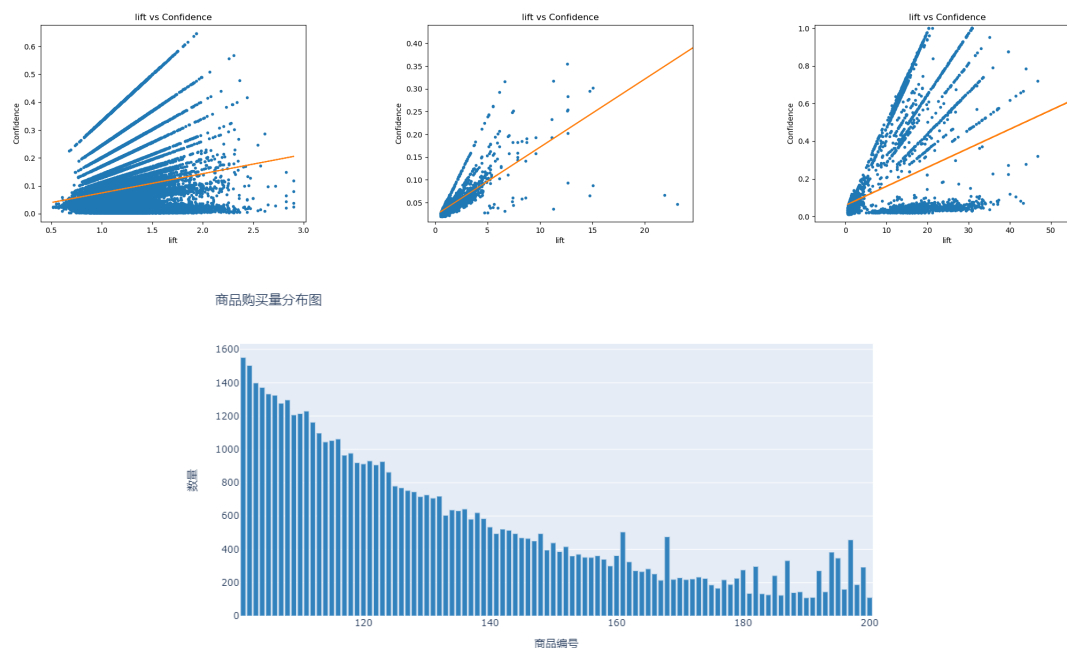 lift vs Confidence
Confidence
0.6
0.5
0.4
0.3
0.2
0.1
0.0
0.5 1.0 1.5 2.0 2.5 3.0
lift
lift vs Confidence
Confidence
0.40
0.35
0.30
0.25
0.20
0.15
0.10
0.05
0 5 10 15 20
lift
lift vs Confidence
Confidence
1.0
0.8
0.6
0.4
0.2
0.0
0 10 20 30 40 50
lift
商品购买量分布图
数量
1600
1400
1200
1000
800
600
400
200
0
120 140 160 180 200
商品编号